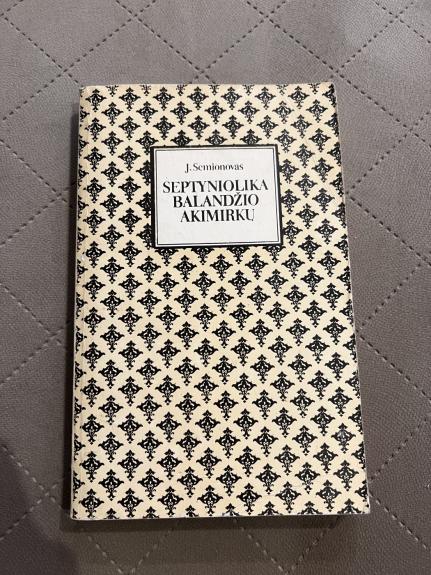 J. Semionovas
SEPTYNIOLIKA
BALANDŽIO
AKIMIRKŲ